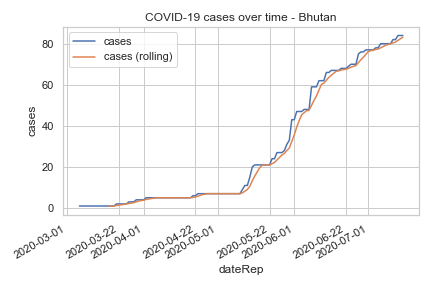 COVID-19 cases over time - Bhutan
cases
cases (rolling)
80
60
40
20
0
cases
2020-03-01
2020-03-22
2020-04-01
2020-04-22
2020-05-01
2020-05-22
2020-06-01
2020-06-22
2020-07-01
dateRep